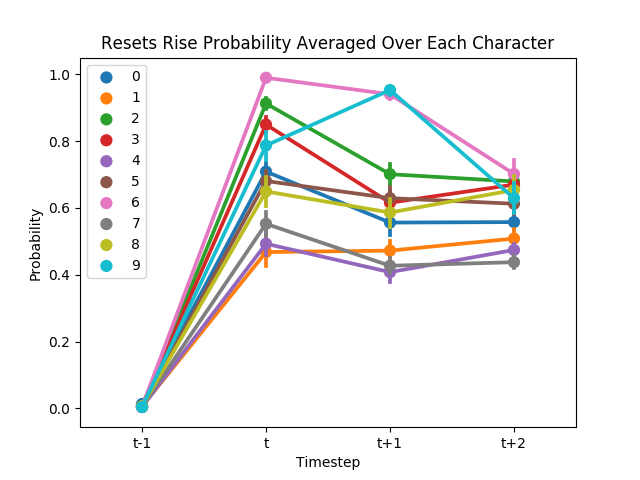 Resets Rise Probability Averaged Over Each Character
1.0
0.8
0.6
0.4
0.2
0.0
Probability
0
1
2
3
4
5
6
7
8
9
t-1
t
t+1
t+2
Timestep